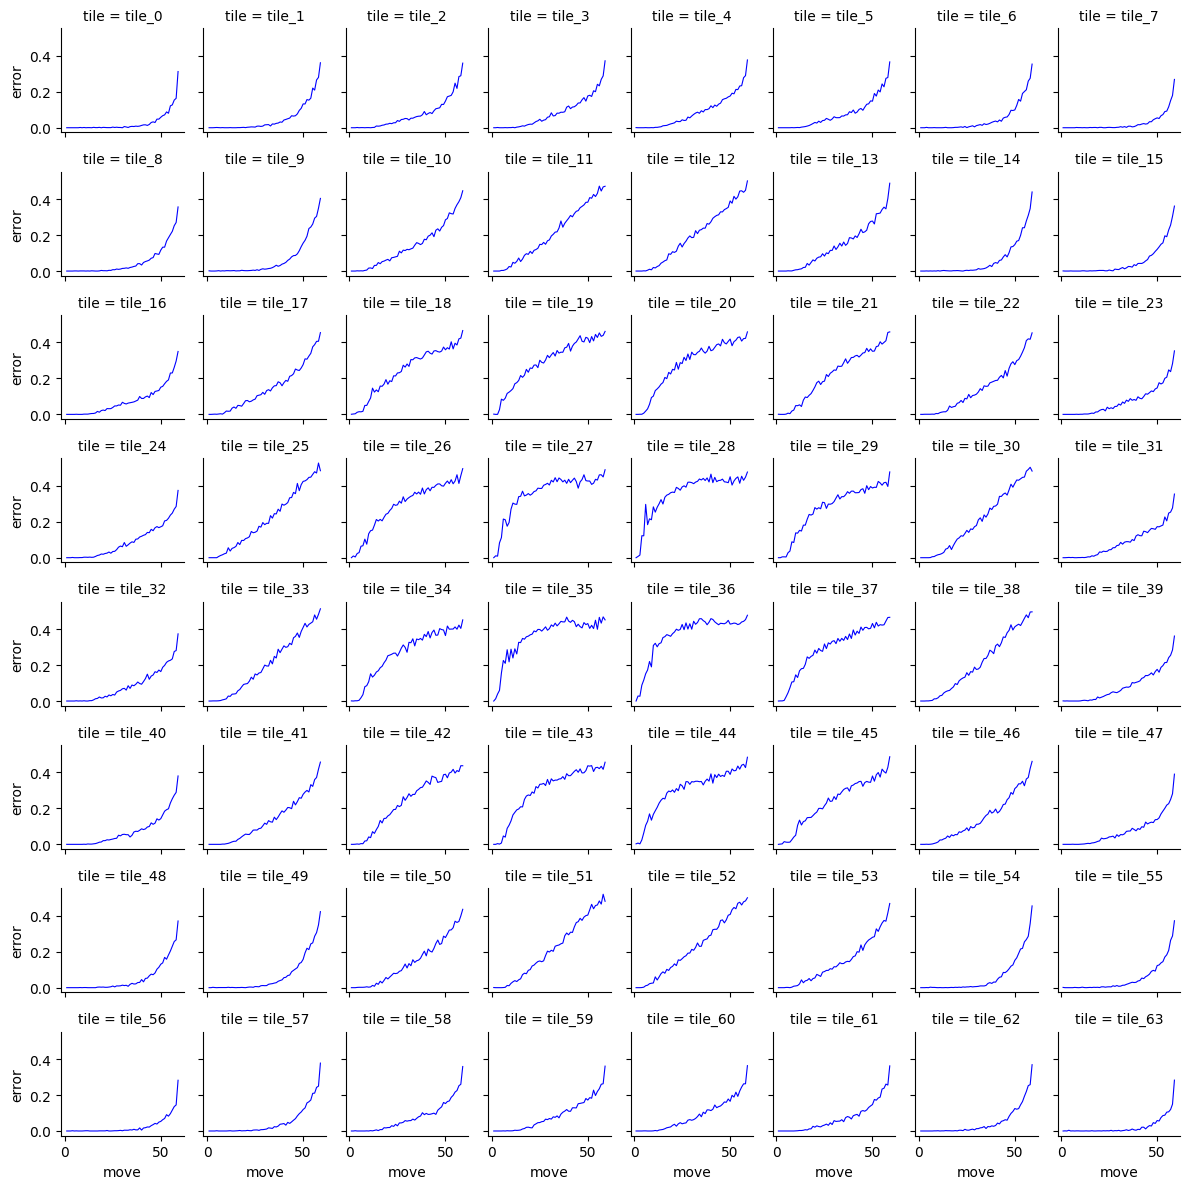 tile = tile_0 tile = tile_1 tile = tile_2 tile = tile_3 tile = tile_4 tile = tile_5 tile = tile_6 tile = tile_7
0.4
error
0.2
0.0
tile = tile_8 tile = tile_9 tile = tile_10 tile = tile_11 tile = tile_12 tile = tile_13 tile = tile_14 tile = tile_15
0.4
error
0.2
0.0
tile = tile_16 tile = tile_17 tile = tile_18 tile = tile_19 tile = tile_20 tile = tile_21 tile = tile_22 tile = tile_23
0.4
error
0.2
0.0
tile = tile_24 tile = tile_25 tile = tile_26 tile = tile_27 tile = tile_28 tile = tile_29 tile = tile_30 tile = tile_31
0.4
error
0.2
0.0
tile = tile_32 tile = tile_33 tile = tile_34 tile = tile_35 tile = tile_36 tile = tile_37 tile = tile_38 tile = tile_39
0.4
error
0.2
0.0
tile = tile_40 tile = tile_41 tile = tile_42 tile = tile_43 tile = tile_44 tile = tile_45 tile = tile_46 tile = tile_47
0.4
error
0.2
0.0
tile = tile_48 tile = tile_49 tile = tile_50 tile = tile_51 tile = tile_52 tile = tile_53 tile = tile_54 tile = tile_55
0.4
error
0.2
0.0
tile = tile_56 tile = tile_57 tile = tile_58 tile = tile_59 tile = tile_60 tile = tile_61 tile = tile_62 tile = tile_63
0.4
error
0.2
0.0
0 50 0 50 0 50 0 50 0 50 0 50 0 50 0 50
move move move move move move move move